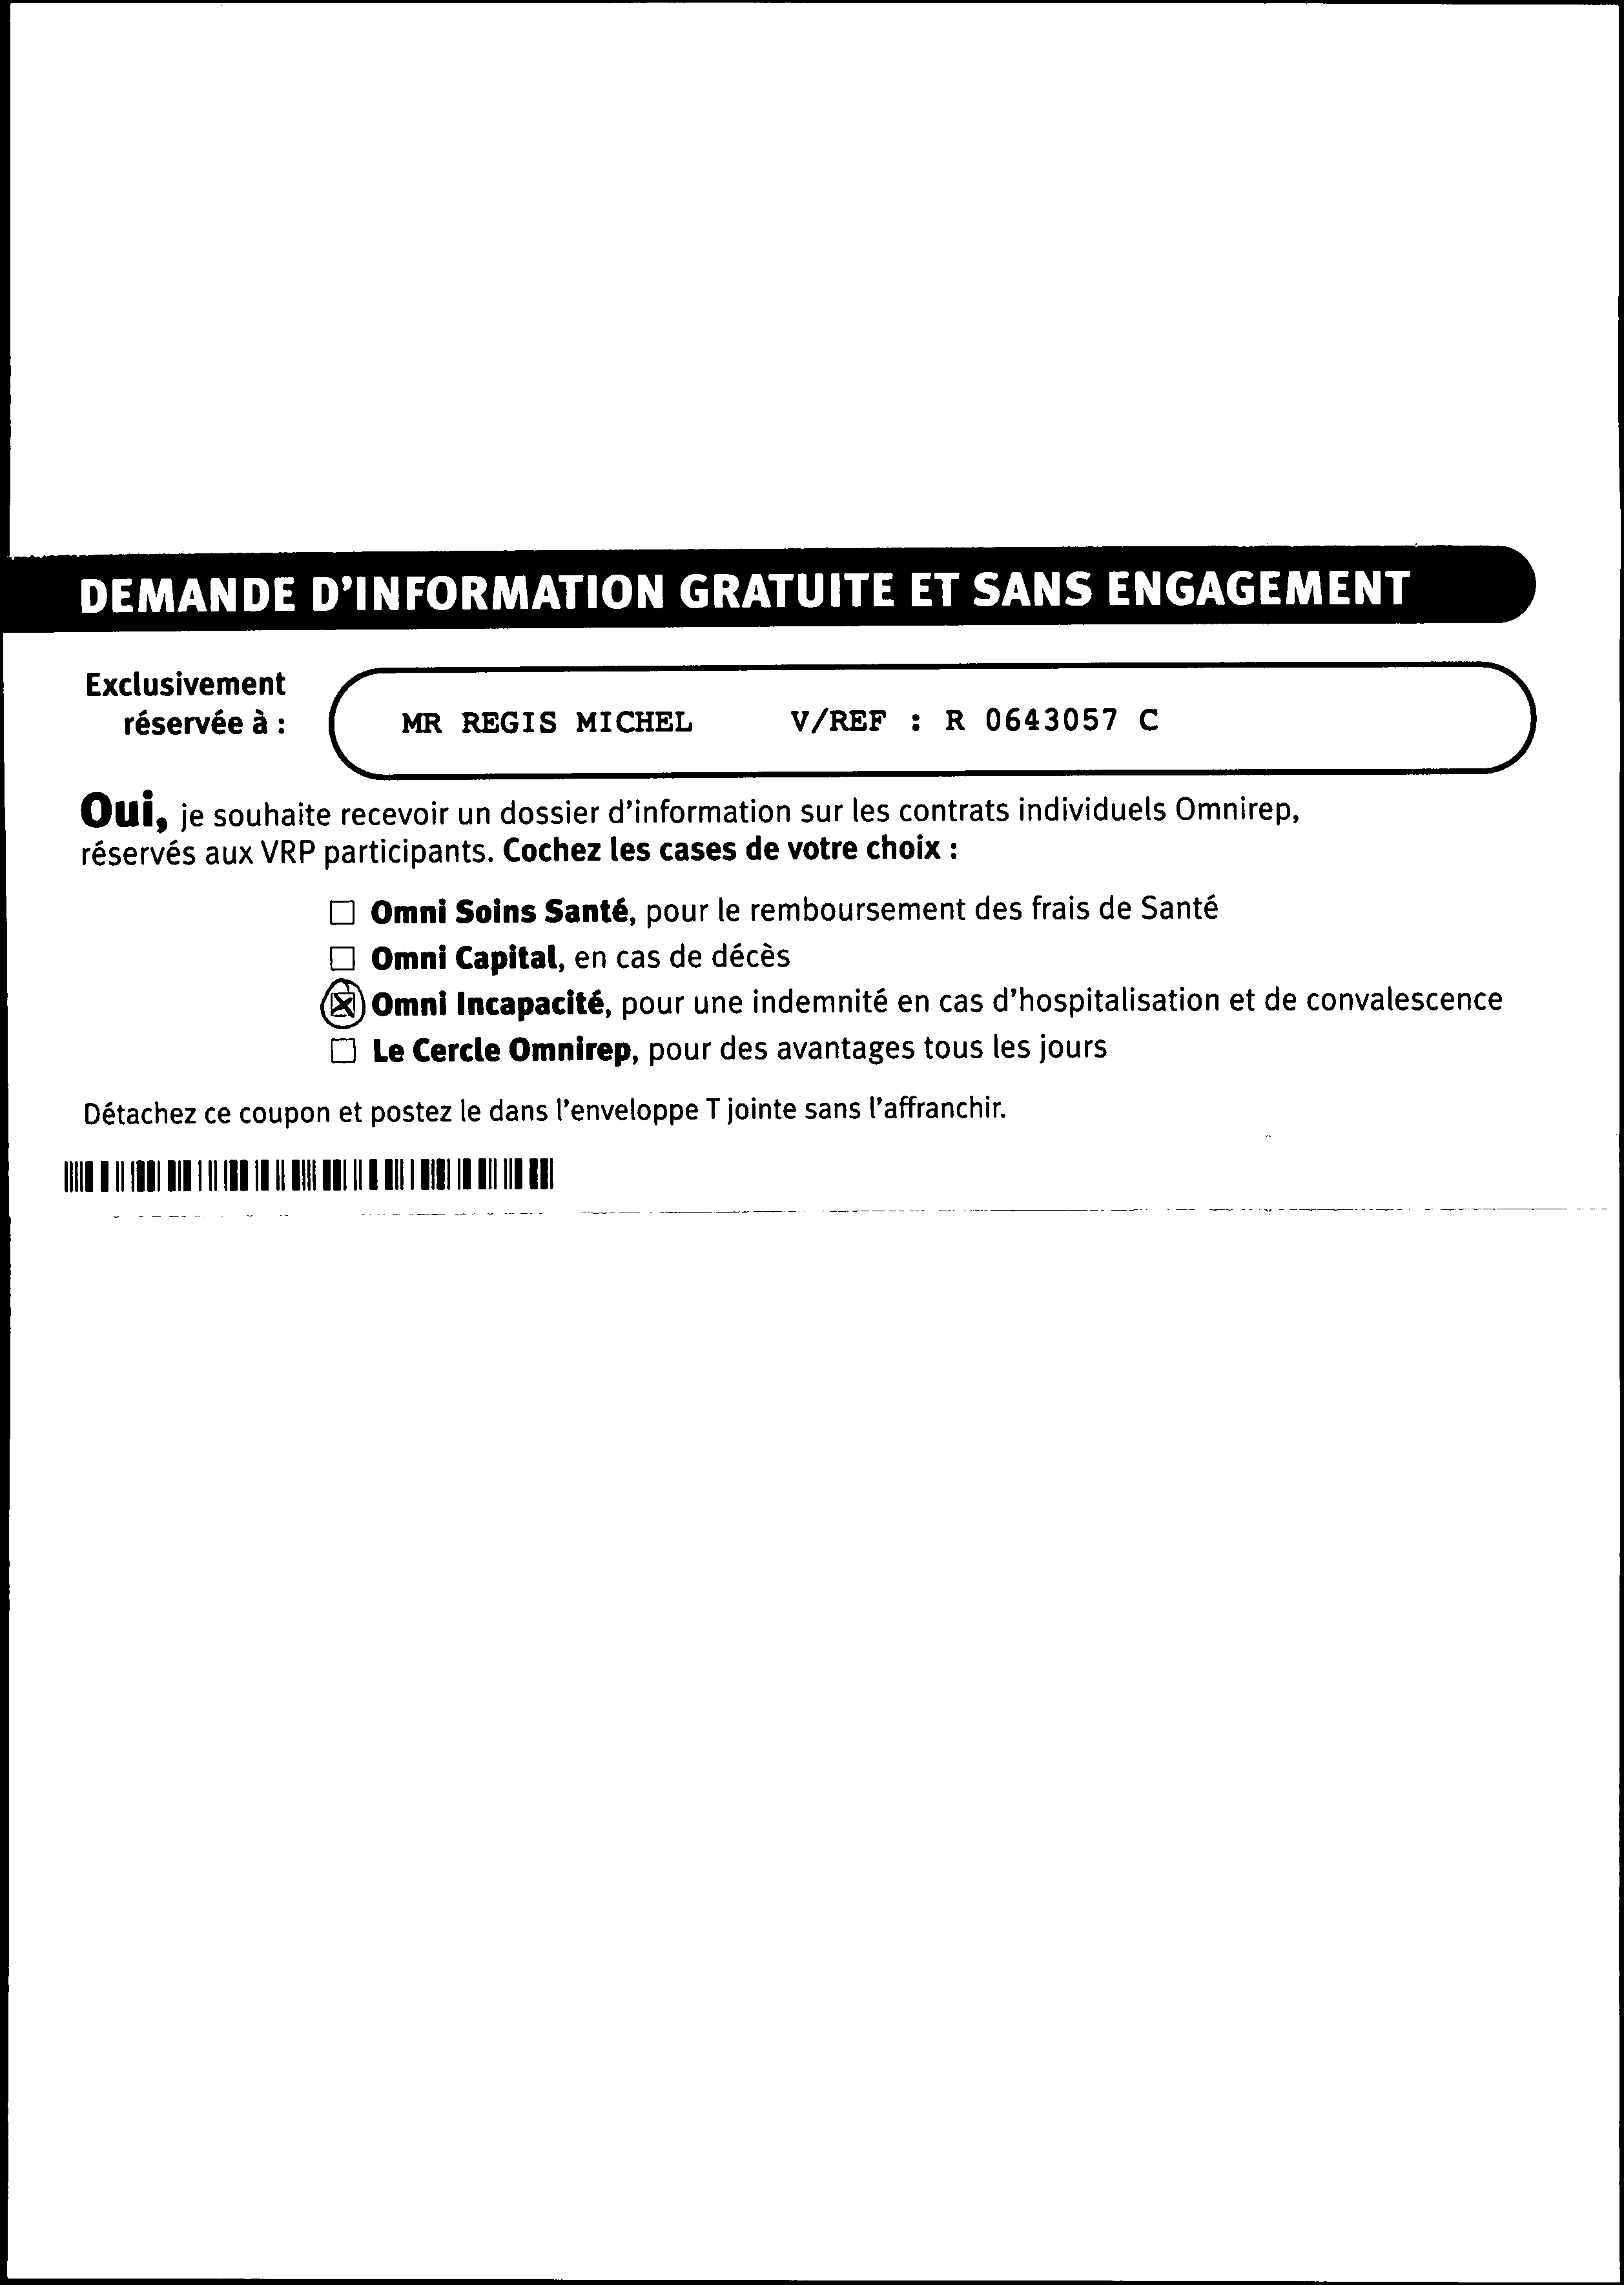 DEMANDE D'INFORMATION GRATUITE ET SANS ENGAGEMENT
Exclusivement
réservée à :
MR REGIS MICHEL V/REF : R 0643057 C
Oui, je souhaite recevoir un dossier d'information sur les contrats individuels Omnirep,
réservés aux VRP participants. Cochez les cases de votre choix :
☐ Omni Soins Santé, pour le remboursement des frais de Santé
☐ Omni Capital, en cas de décès
☒ Omni Incapacité, pour une indemnité en cas d'hospitalisation et de convalescence
☐ Le Cercle Omnirep, pour des avantages tous les jours
Détachez ce coupon et postez le dans l'enveloppe T jointe sans l'affranchir.